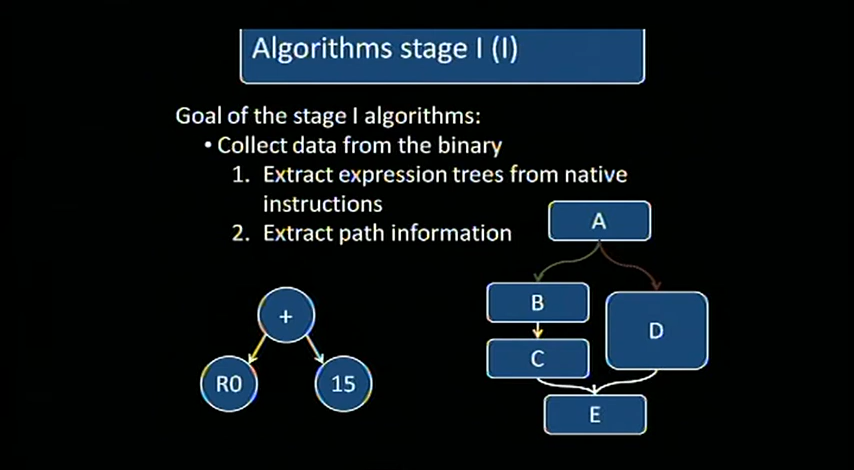 Algorithms stage I (I)
Goal of the stage I algorithms:
• Collect data from the binary
1. Extract expression trees from native
instructions
2. Extract path information
A
B
D
C
E
+
R0
15